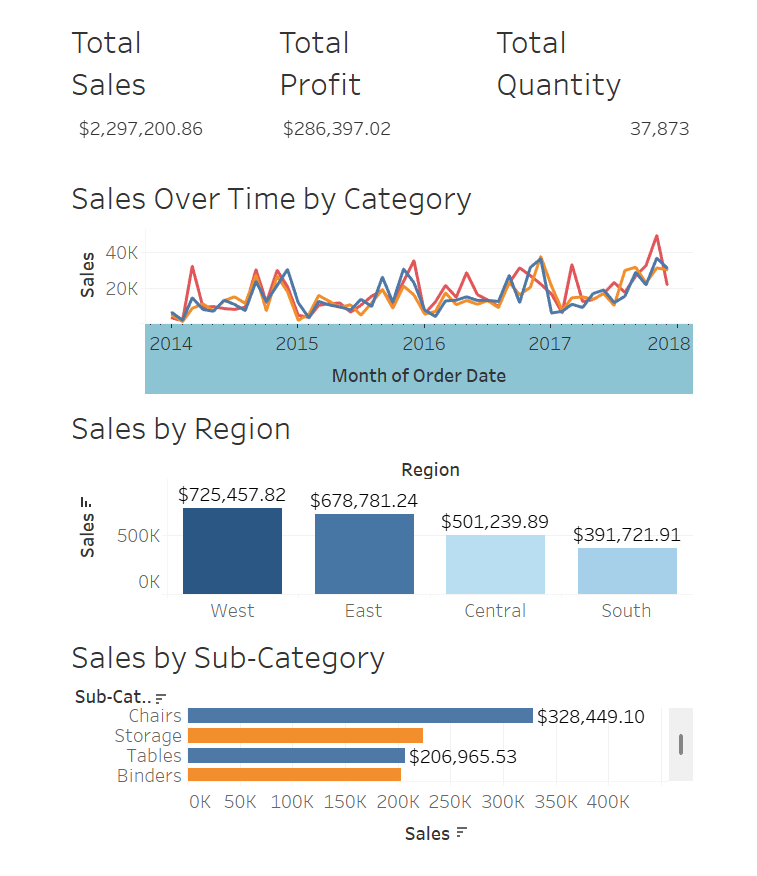 Total Sales
Total Profit
Total Quantity
$2,297,200.86
$286,397.02
37,873
Sales Over Time by Category
Sales
40K
20K
2014 2015 2016 2017 2018
Month of Order Date
Sales by Region
Region
Sales
$725,457.82 $678,781.24 $501,239.89 $391,721.91
500K
0K
West East Central South
Sales by Sub-Category
Sub-Cat..
Chairs $328,449.10
Storage
Tables $206,965.53
Binders
0K 50K 100K 150K 200K 250K 300K 350K 400K
Sales